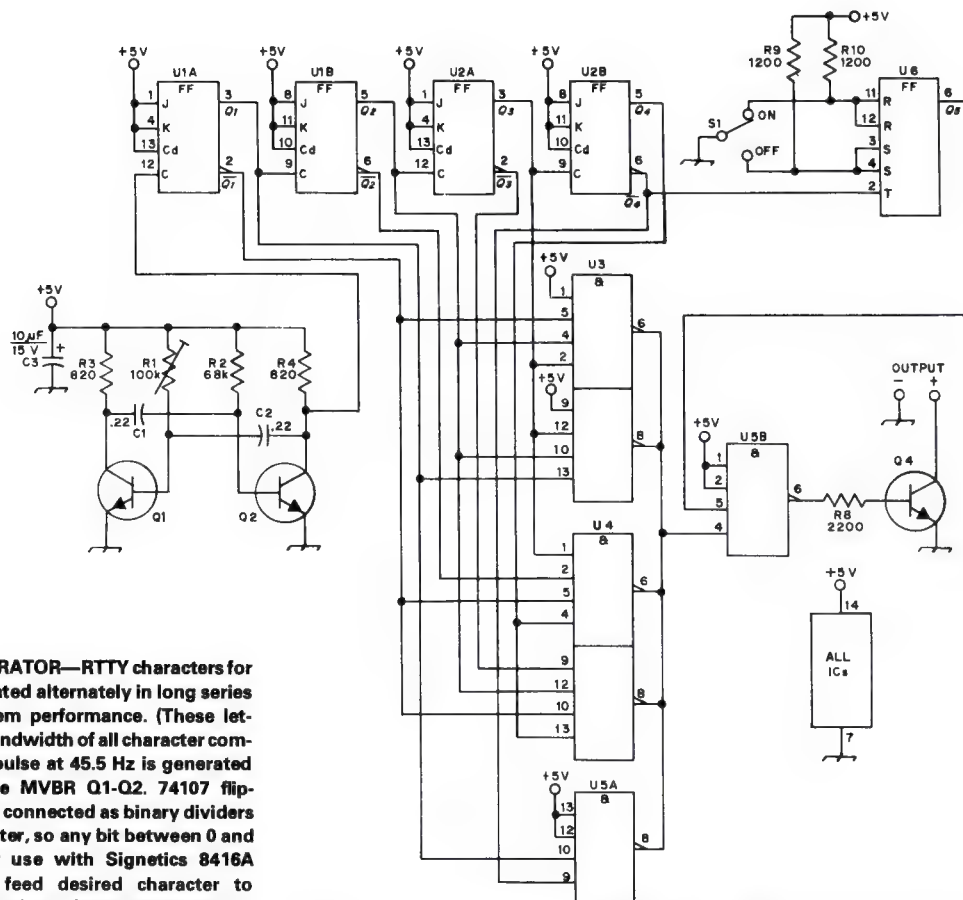 +5V
+5V
+5V
+5V
+5V
R9
1200
R10
1200
U1A
FF
1 J
4 K
13 Cd
12 C
3
Q1
2
Q1
U1B
FF
8 J
11 K
10 Cd
9 C
5
Q2
6
Q2
U2A
FF
1 J
4 K
13 Cd
12 C
3
Q3
2
Q3
U2B
FF
8 J
11 K
10 Cd
9 C
5
Q4
6
Q4
S1
ON
OFF
U6
FF
11 R
12 R
3 S
4 S
2 T
6
Q5
+5V
10µF
15 V
C3
+
R3
820
R1
100k
R2
68k
R4
820
.22
C1
C2
.22
Q1
Q2
+5V
U3
&
1
5
4
2
6
+5V
9
12
10
13
8
U4
&
1
2
5
4
6
9
12
10
13
8
+5V
U5A
&
13
12
10
9
8
+5V
U5B
&
1
2
5
4
6
R8
2200
OUTPUT
- +
Q4
+5V
14
ALL
ICs
7
RATOR—RTTY characters for
ated alternately in long series
em performance. (These let-
ndwidth of all character com-
pulse at 45.5 Hz is generated
e MVBR Q1-Q2. 74107 flip-
connected as binary dividers
ter, so any bit between 0 and
use with Signetics 8416A
feed desired character to